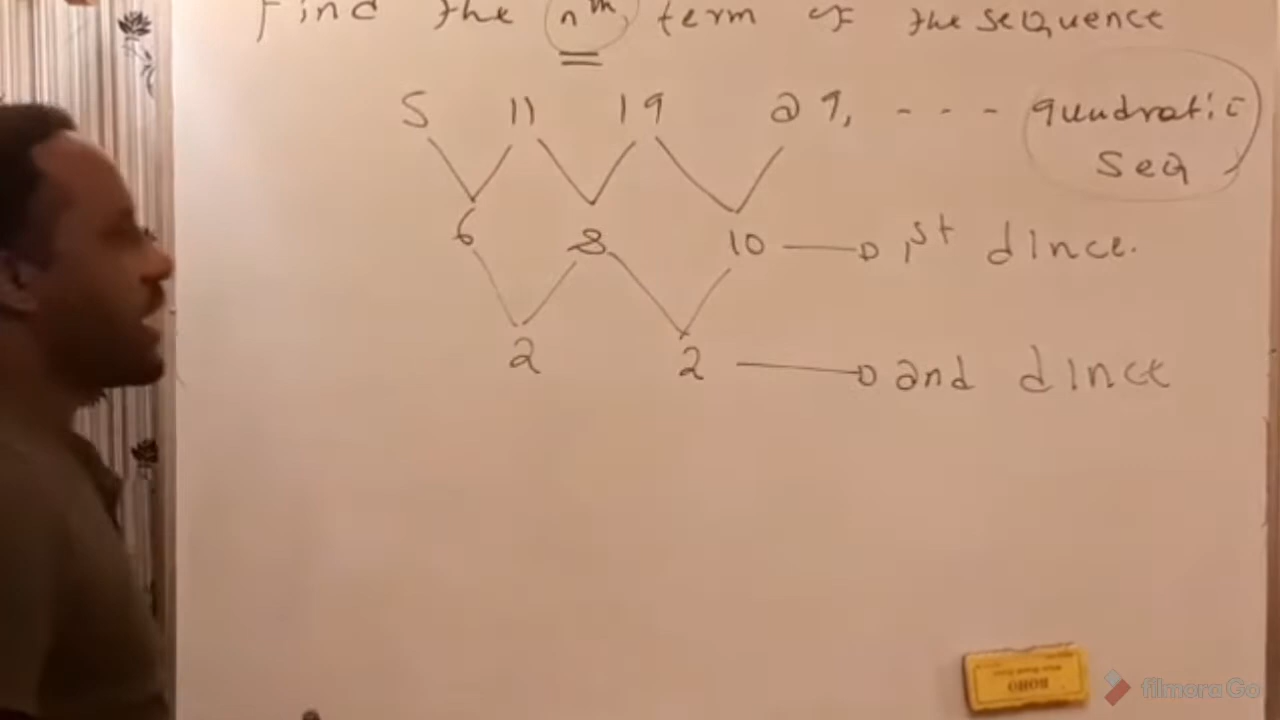 Find the nth, term of the sequence
5 11 19 29, - - - quadratic
seq
6 8 10 → 1st dince.
2 2 → 2nd dince
filmoraGo